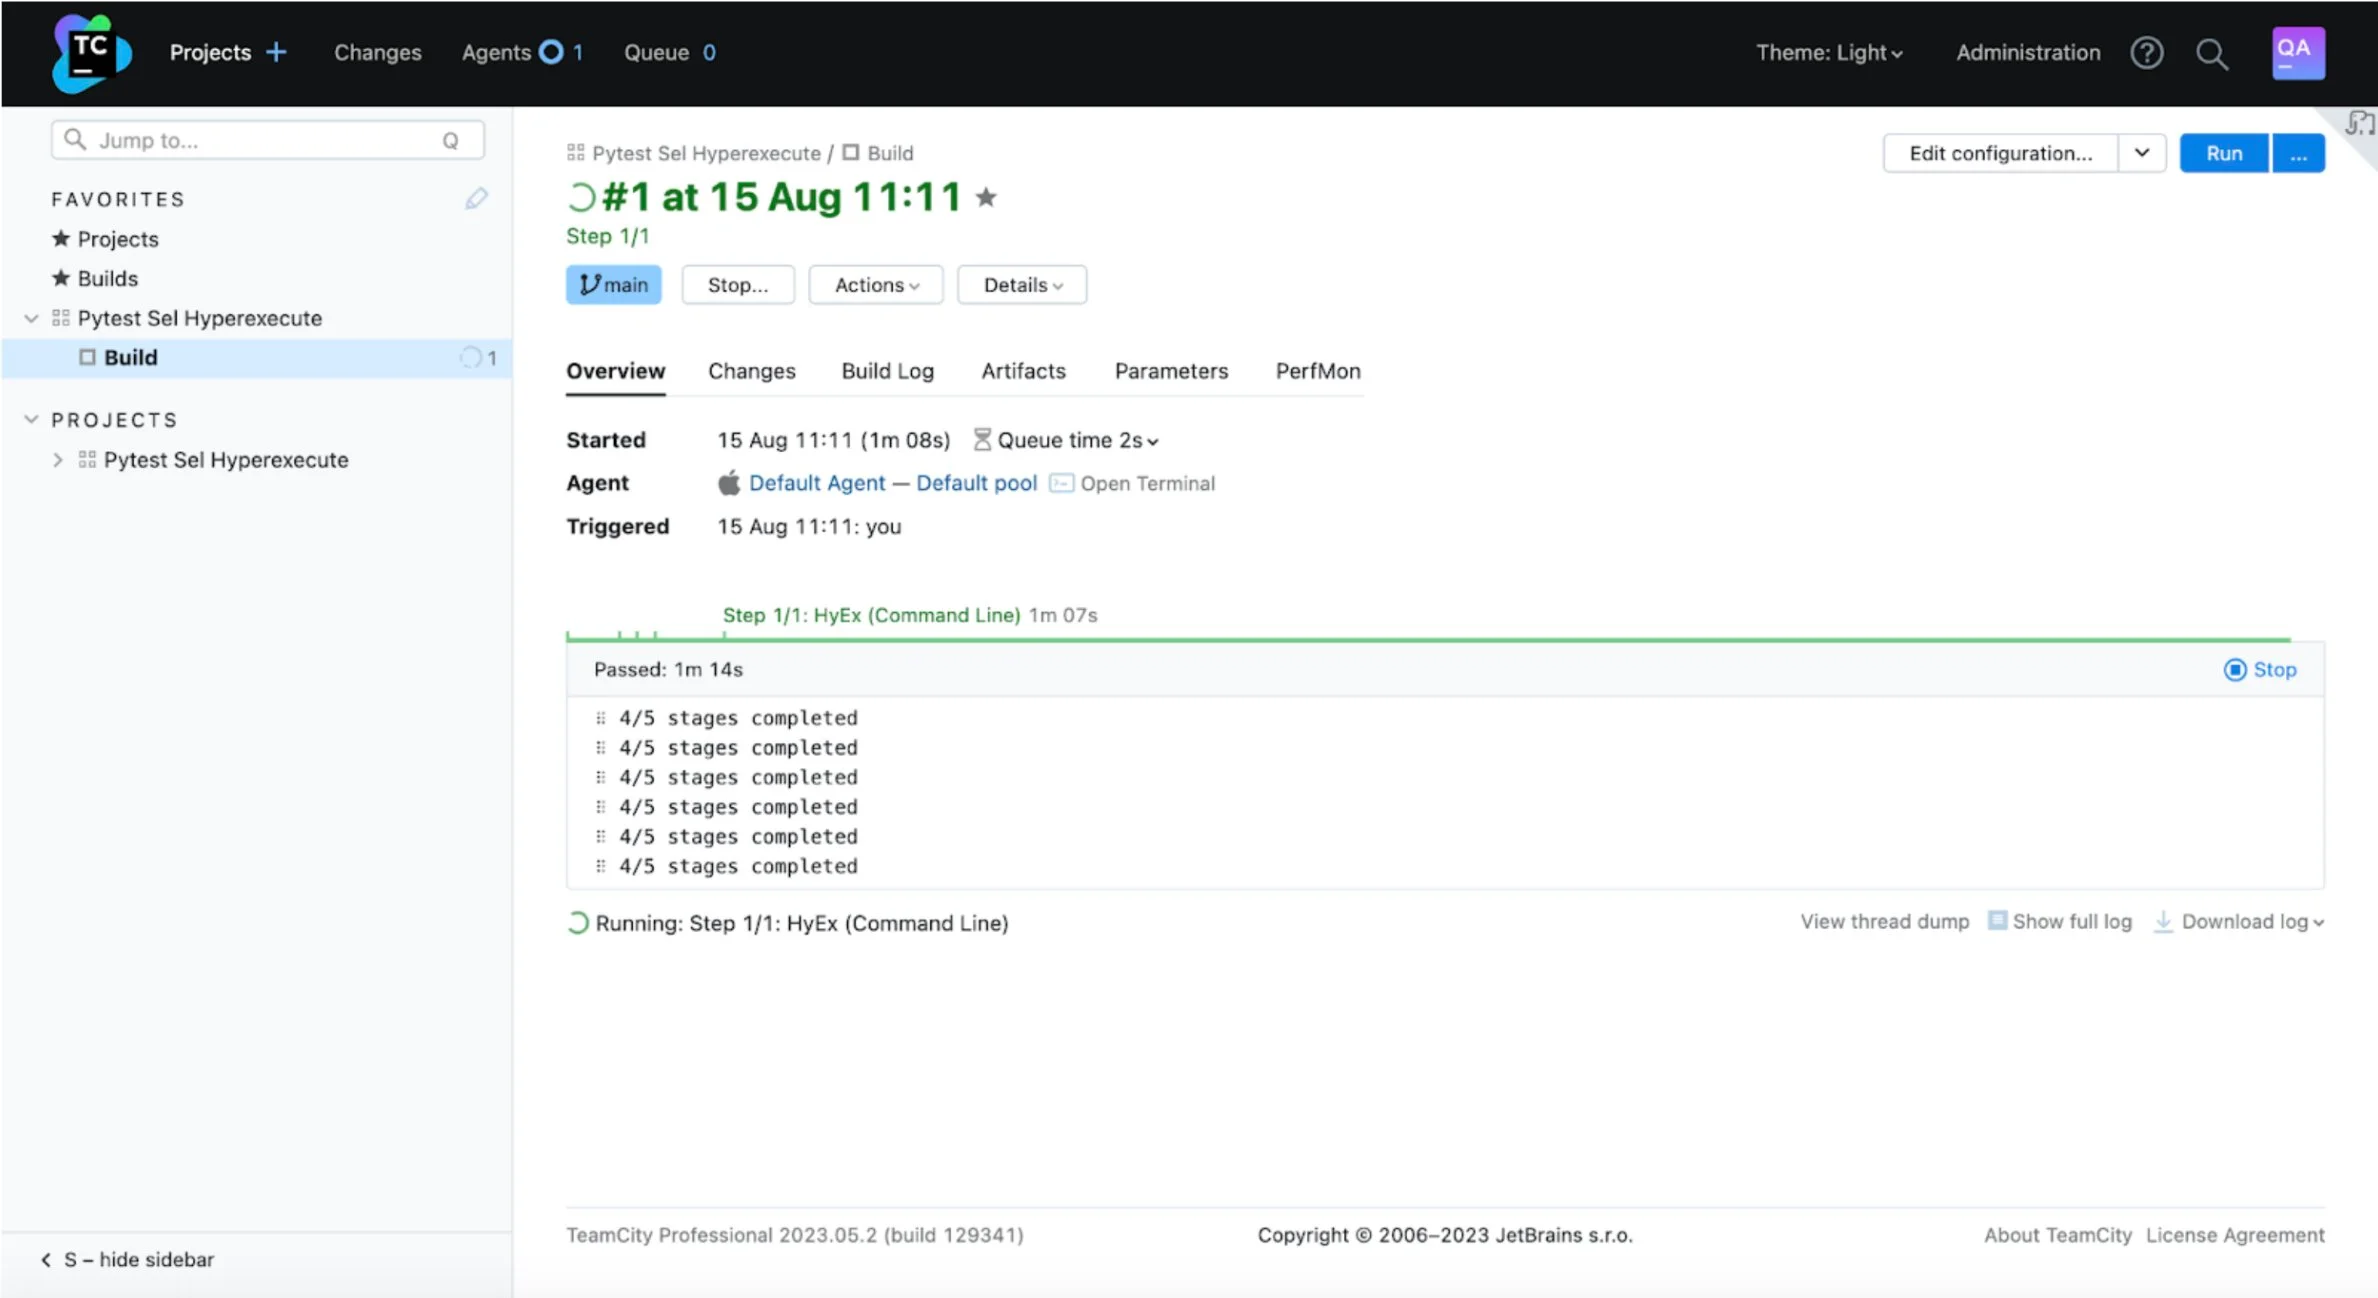 TC
Projects + Changes Agents 1 Queue 0 Theme: Light Administration ? QA
Jump to... Q
FAVORITES
Projects
Builds
Pytest Sel Hyperexecute
Build 1
PROJECTS
Pytest Sel Hyperexecute
S – hide sidebar
Pytest Sel Hyperexecute / Build
Edit configuration... Run ...
#1 at 15 Aug 11:11
Step 1/1
main Stop... Actions Details
Overview Changes Build Log Artifacts Parameters PerfMon
Started 15 Aug 11:11 (1m 08s) Queue time 2s
Agent Default Agent — Default pool Open Terminal
Triggered 15 Aug 11:11: you
Step 1/1: HyEx (Command Line) 1m 07s
Passed: 1m 14s Stop
4/5 stages completed
4/5 stages completed
4/5 stages completed
4/5 stages completed
4/5 stages completed
4/5 stages completed
Running: Step 1/1: HyEx (Command Line) View thread dump Show full log Download log
TeamCity Professional 2023.05.2 (build 129341) Copyright © 2006–2023 JetBrains s.r.o. About TeamCity License Agreement